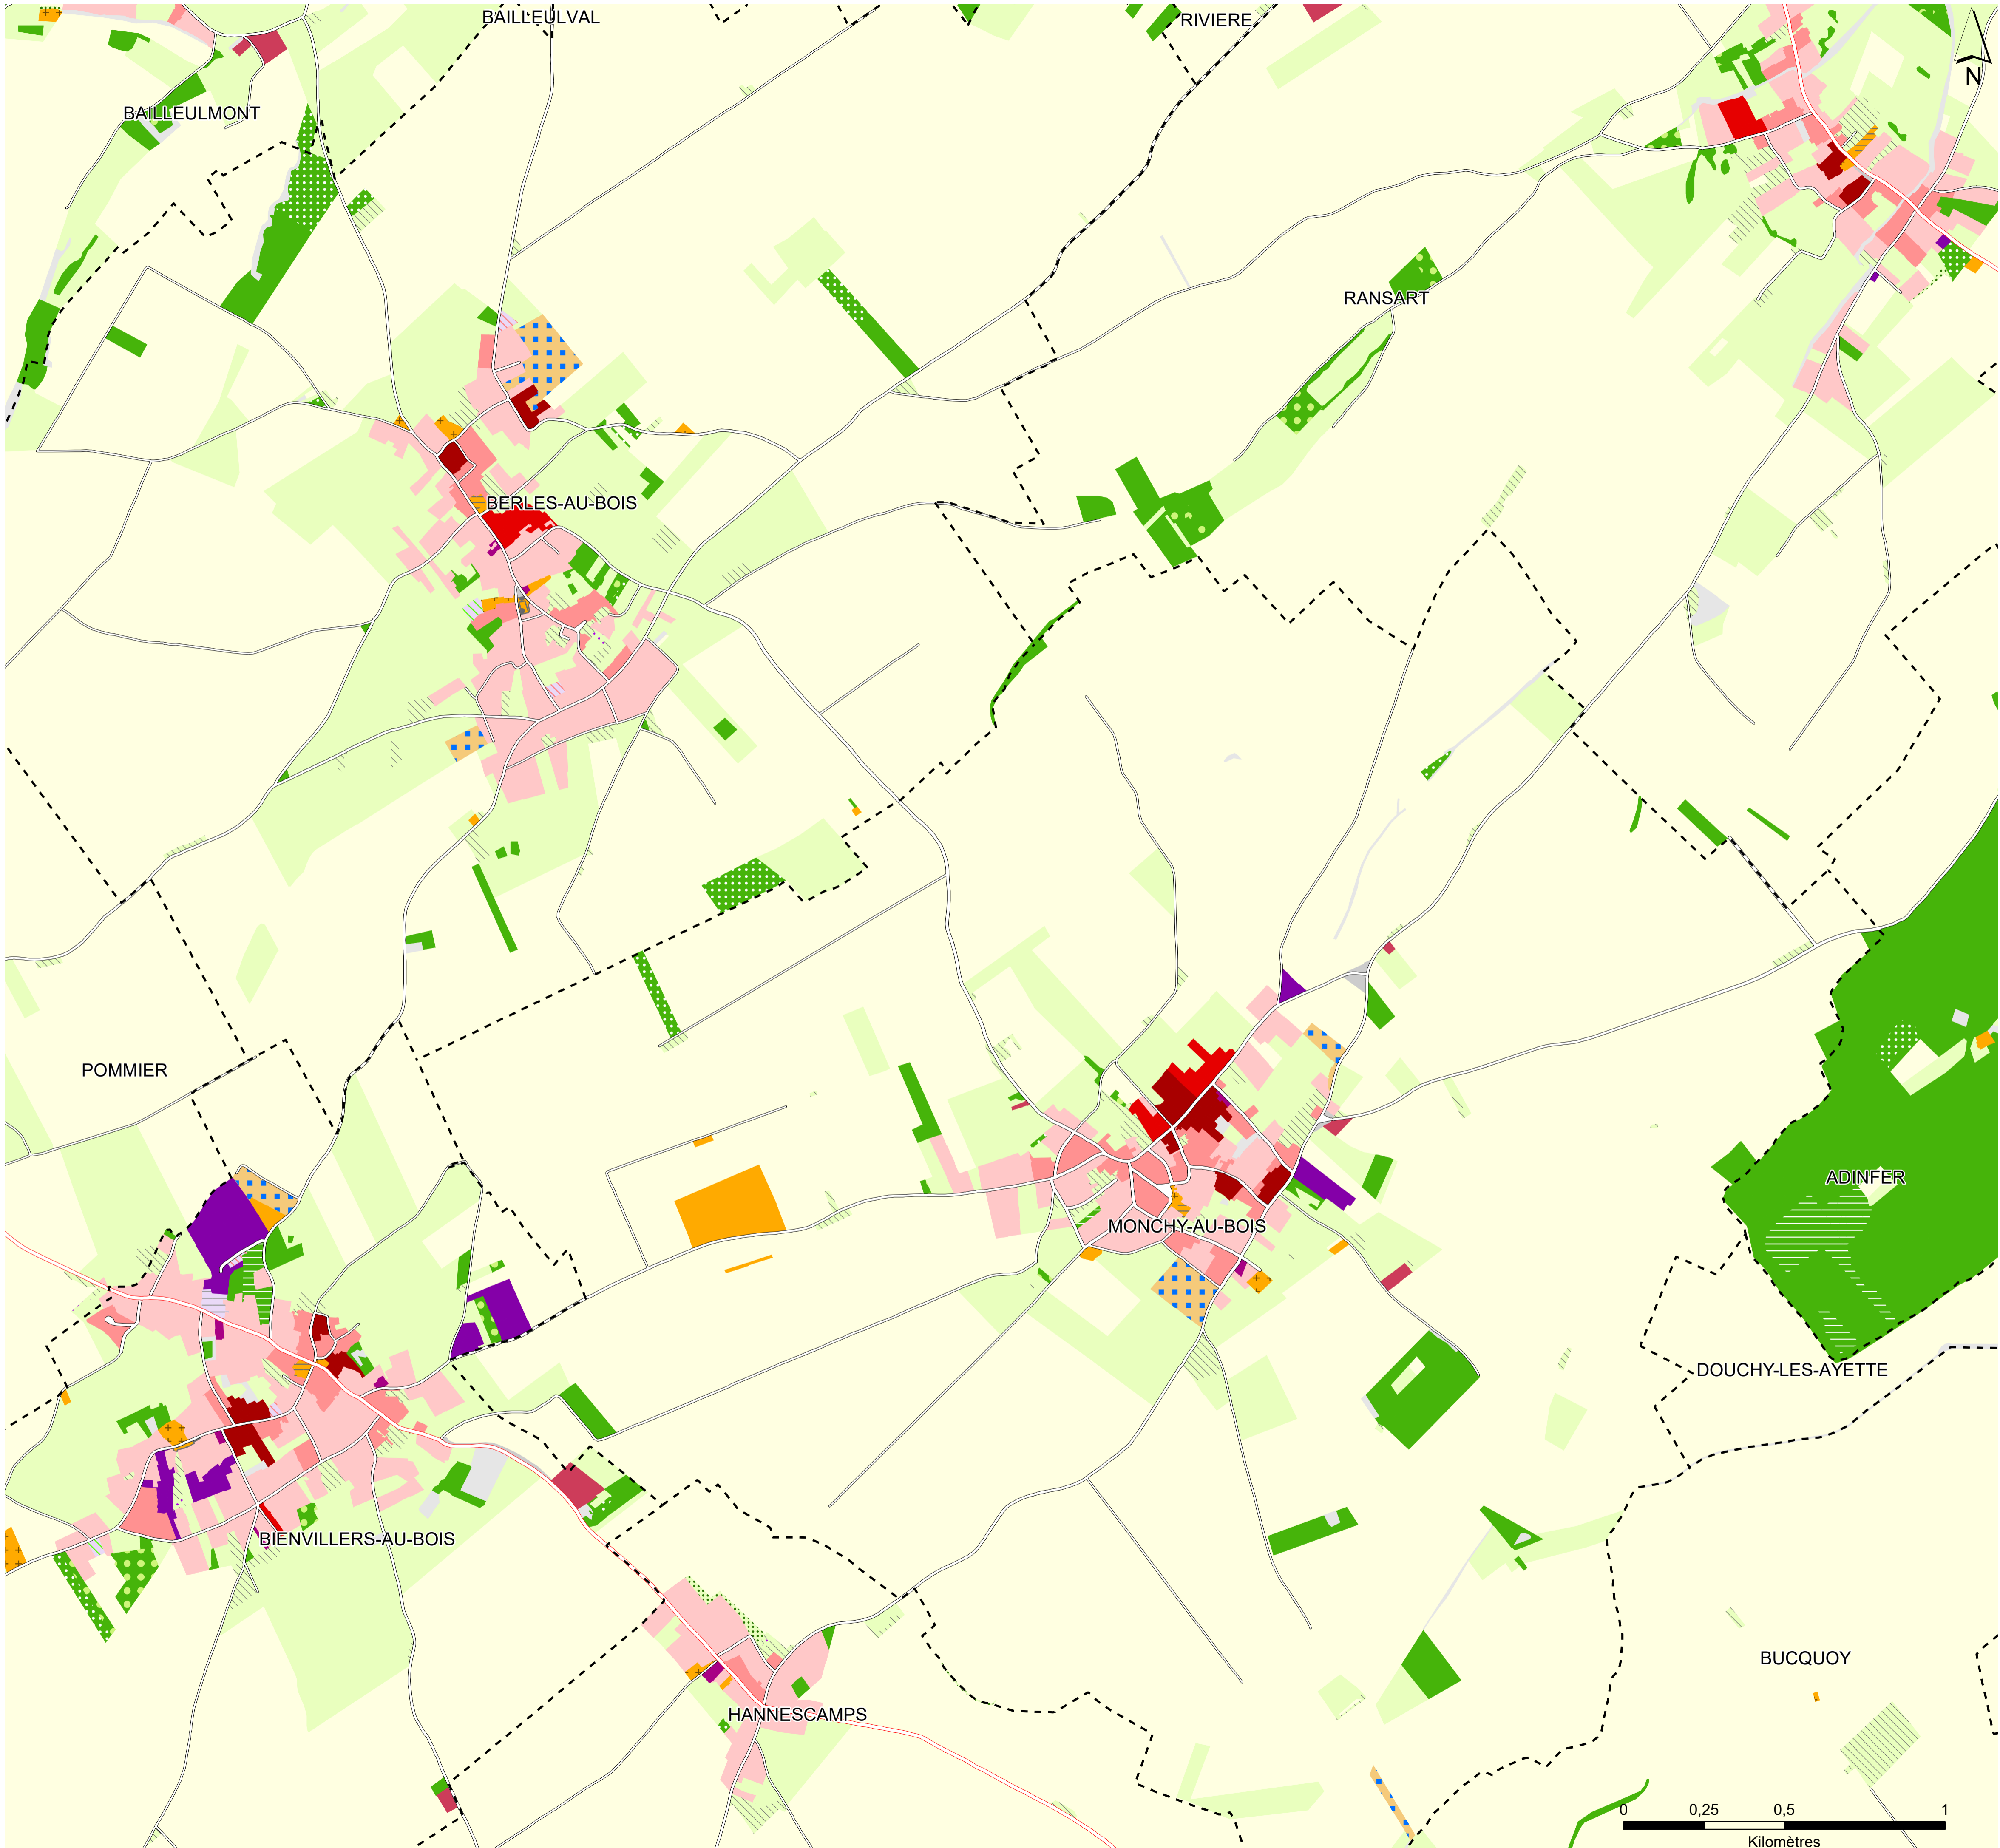 BAILLEULVAL
RIVIERE
N
BAILLEULMONT
RANSART
BERLES-AU-BOIS
POMMIER
ADINFER
MONCHY-AU-BOIS
DOUCHY-LES-AYETTE
BIENVILLERS-AU-BOIS
BUCQUOY
HANNESCAMPS
0 0,25 0,5 1
Kilomètres